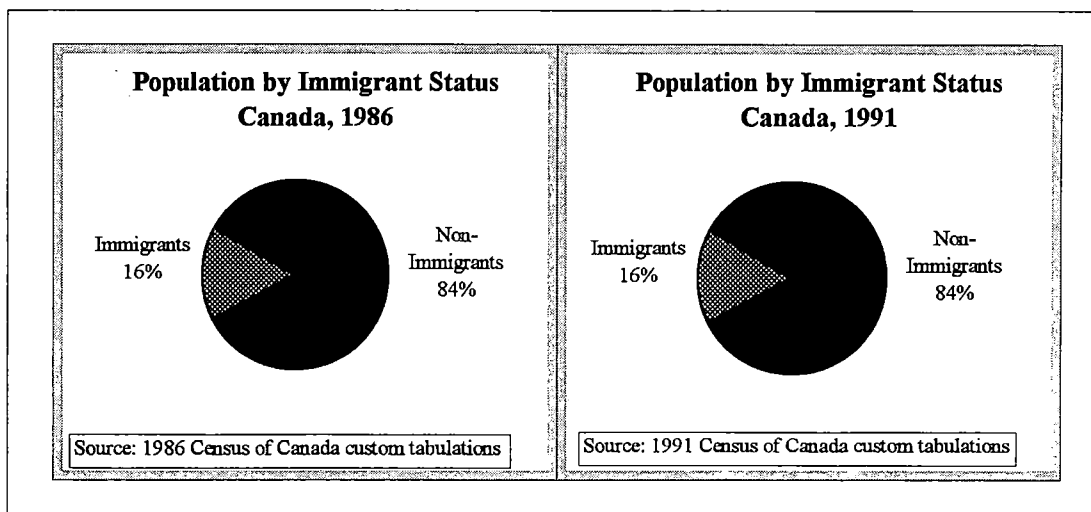 Population by Immigrant Status
Canada, 1986
Immigrants
16%
Non-
Immigrants
84%
Source: 1986 Census of Canada custom tabulations
Population by Immigrant Status
Canada, 1991
Immigrants
16%
Non-
Immigrants
84%
Source: 1991 Census of Canada custom tabulations